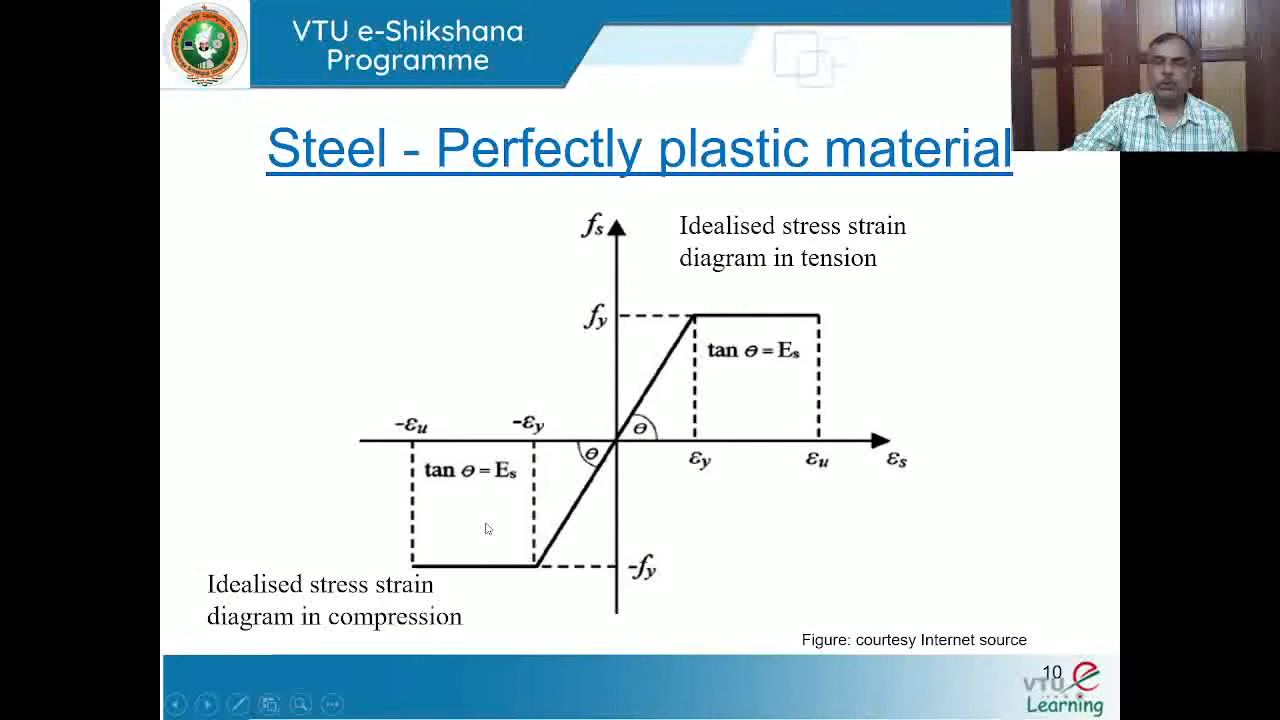 VTU e-Shikshana
Programme
Steel - Perfectly plastic material
fs
Idealised stress strain
diagram in tension
fy
tan θ = Es
-εu
-εy
θ
θ
εy
εu
εs
tan θ = Es
-fy
Idealised stress strain
diagram in compression
Figure: courtesy Internet source
10
VTU e
Learning